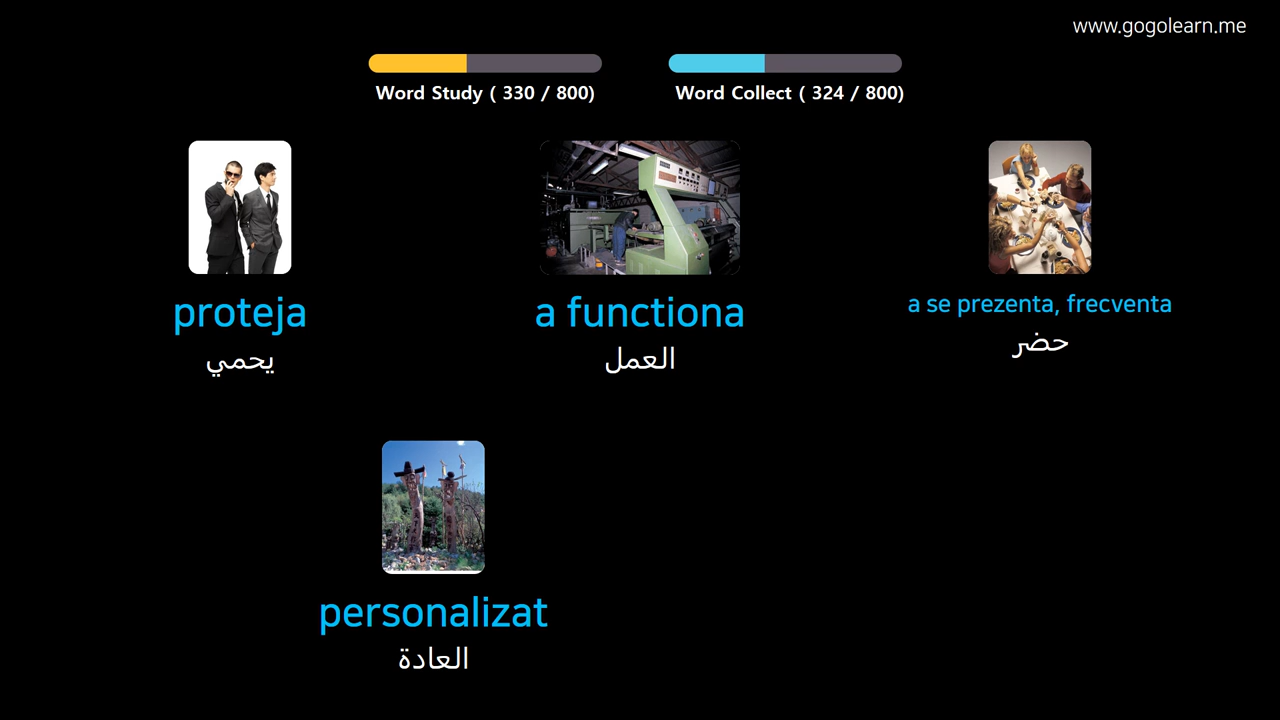 www.gogolearn.me
Word Study ( 330 / 800)
Word Collect ( 324 / 800)
proteja
يحمي
a functiona
العمل
a se prezenta, frecventa
حضر
personalizat
العادة